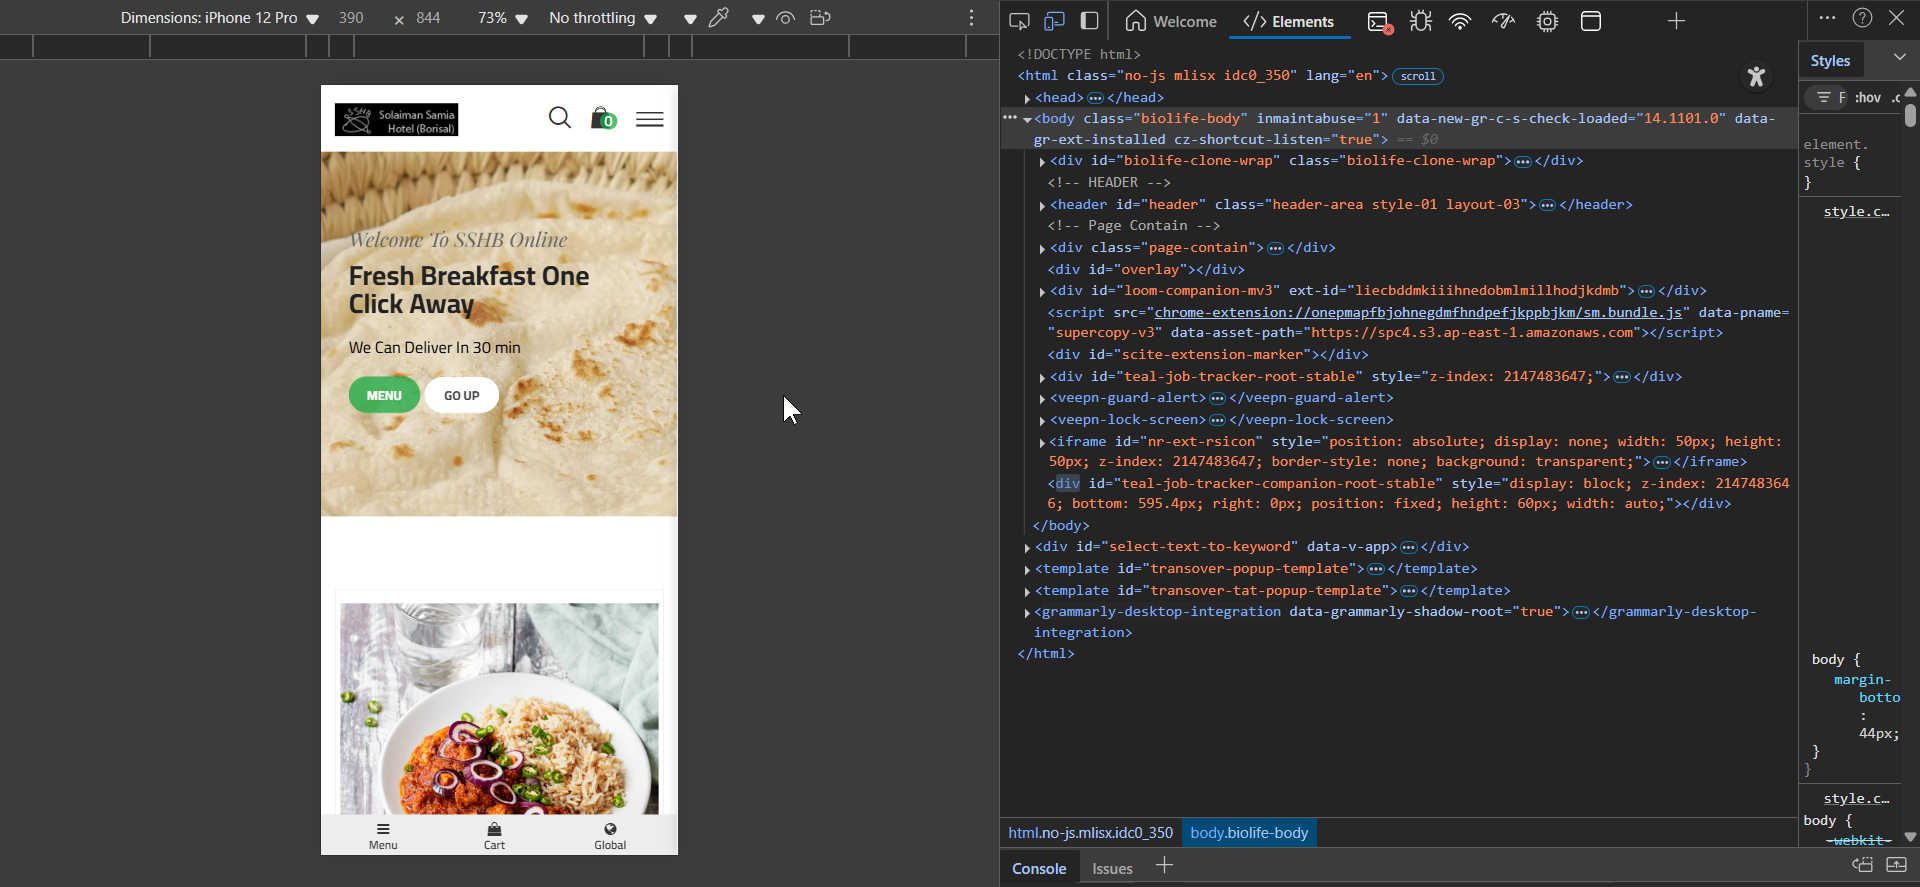 Dimensions: iPhone 12 Pro 390 × 844 73% No throttling
Solaiman Samia
Hotel (Borisal)
0
Welcome To SSHB Online
Fresh Breakfast One
Click Away
We Can Deliver In 30 min
MENU GO UP
Menu Cart Global
Welcome </> Elements
<!DOCTYPE html>
<html class="no-js mlisx idc0_350" lang="en"> scroll
<head> ••• </head>
••• <body class="biolife-body" inmaintabuse="1" data-new-gr-c-s-check-loaded="14.1101.0" data-
gr-ext-installed cz-shortcut-listen="true"> == $0
<div id="biolife-clone-wrap" class="biolife-clone-wrap"> ••• </div>
<!-- HEADER -->
<header id="header" class="header-area style-01 layout-03"> ••• </header>
<!-- Page Contain -->
<div class="page-contain"> ••• </div>
<div id="overlay"></div>
<div id="loom-companion-mv3" ext-id="liecbddmkiiihnedobmlmillhodjkdmb"> ••• </div>
<script src="chrome-extension://onepmapfbjohnegdmfhndpefjkppbjkm/sm.bundle.js" data-pname=
"supercopy-v3" data-asset-path="https://spc4.s3.ap-east-1.amazonaws.com"></script>
<div id="scite-extension-marker"></div>
<div id="teal-job-tracker-root-stable" style="z-index: 2147483647;"> ••• </div>
<veepn-guard-alert> ••• </veepn-guard-alert>
<veepn-lock-screen> ••• </veepn-lock-screen>
<iframe id="nr-ext-rsicon" style="position: absolute; display: none; width: 50px; height:
50px; z-index: 2147483647; border-style: none; background: transparent;"> ••• </iframe>
<div id="teal-job-tracker-companion-root-stable" style="display: block; z-index: 214748364
6; bottom: 595.4px; right: 0px; position: fixed; height: 60px; width: auto;"></div>
</body>
<div id="select-text-to-keyword" data-v-app> ••• </div>
<template id="transover-popup-template"> ••• </template>
<template id="transover-tat-popup-template"> ••• </template>
<grammarly-desktop-integration data-grammarly-shadow-root="true"> ••• </grammarly-desktop-
integration>
</html>
html.no-js.mlisx.idc0_350 body.biolife-body
Console Issues
Styles
F :hov .c
element.
style {
}
style.c…
body {
margin-
botto
:
44px;
}
}
style.c…
body {
-webkit-